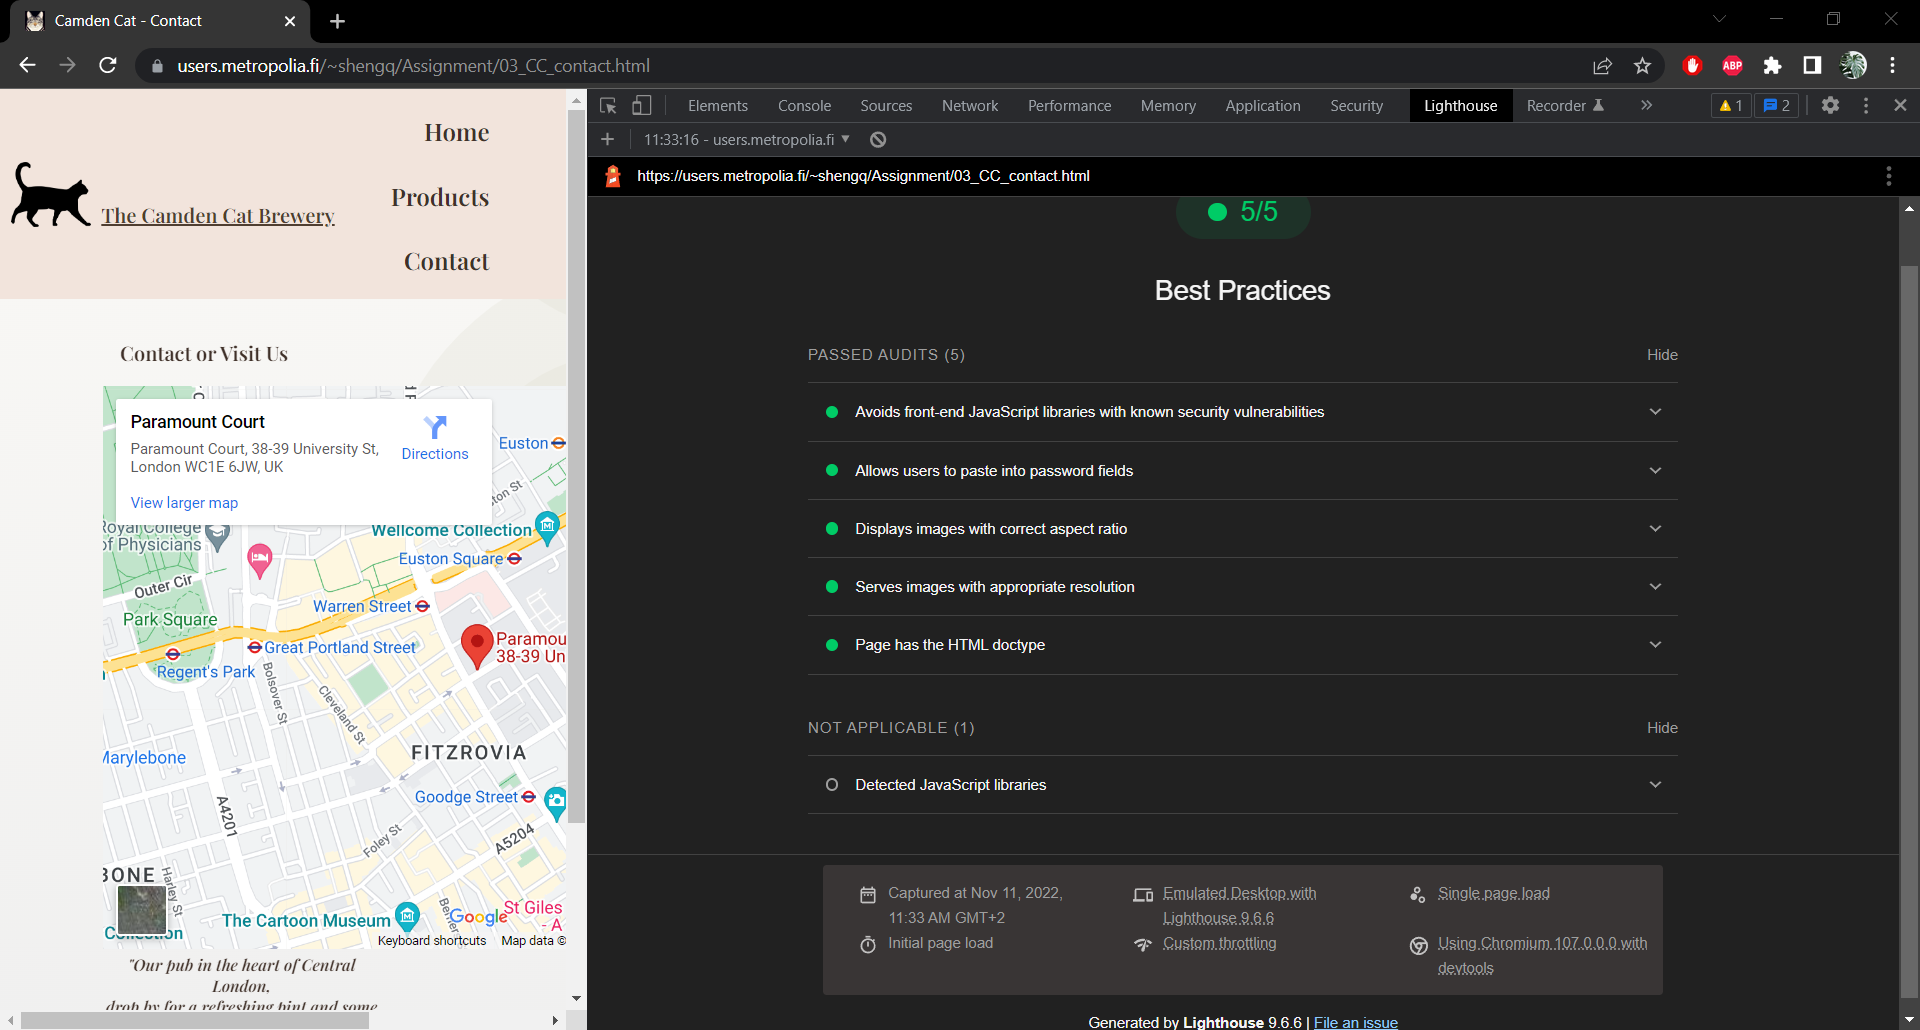 Camden Cat - Contact
users.metropolia.fi/~shengq/Assignment/03_CC_contact.html
ABP
Home
Products
The Camden Cat Brewery
Contact
Contact or Visit Us
Paramount Court
Paramount Court, 38-39 University St,
London WC1E 6JW, UK
Directions
View larger map
Euston
ton St
Royal College
of Physicians
Wellcome Collection
Euston Square
Outer Cir
Warren Street
Park Square
Great Portland Street
Paramou
38-39 Un
Regent's Park
Bolsover St
Cleveland St
FITZROVIA
Marylebone
Goodge Street
A4201
Foley St
A5204
BONE
Harley St
The Cartoon Museum
Google
St Giles
- A
Keyboard shortcuts
Map data ©
"Our pub in the heart of Central
London,
drop by for a refreshing pint and some
Elements
Console
Sources
Network
Performance
Memory
Application
Security
Lighthouse
Recorder
1
2
11:33:16 - users.metropolia.fi
https://users.metropolia.fi/~shengq/Assignment/03_CC_contact.html
5/5
Best Practices
PASSED AUDITS (5)
Hide
Avoids front-end JavaScript libraries with known security vulnerabilities
Allows users to paste into password fields
Displays images with correct aspect ratio
Serves images with appropriate resolution
Page has the HTML doctype
NOT APPLICABLE (1)
Hide
Detected JavaScript libraries
Captured at Nov 11, 2022,
11:33 AM GMT+2
Initial page load
Emulated Desktop with
Lighthouse 9.6.6
Custom throttling
Single page load
Using Chromium 107.0.0.0 with
devtools
Generated by Lighthouse 9.6.6 | File an issue